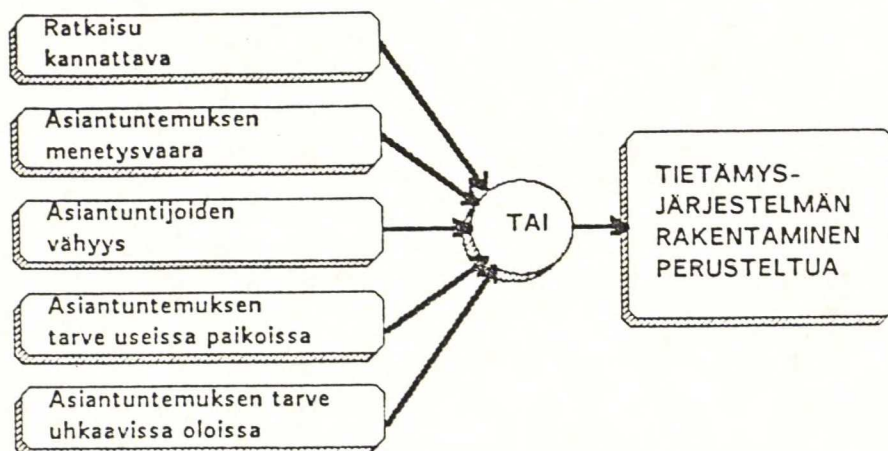 Ratkaisu
kannattava
Asiantuntemuksen
menetysvaara
Asiantuntijoiden
vähyys
Asiantuntemuksen
tarve useissa paikoissa
Asiantuntemuksen tarve
uhkaavissa oloissa
TAI
TIETÄMYS-
JÄRJESTELMÄN
RAKENTAMINEN
PERUSTELTUA